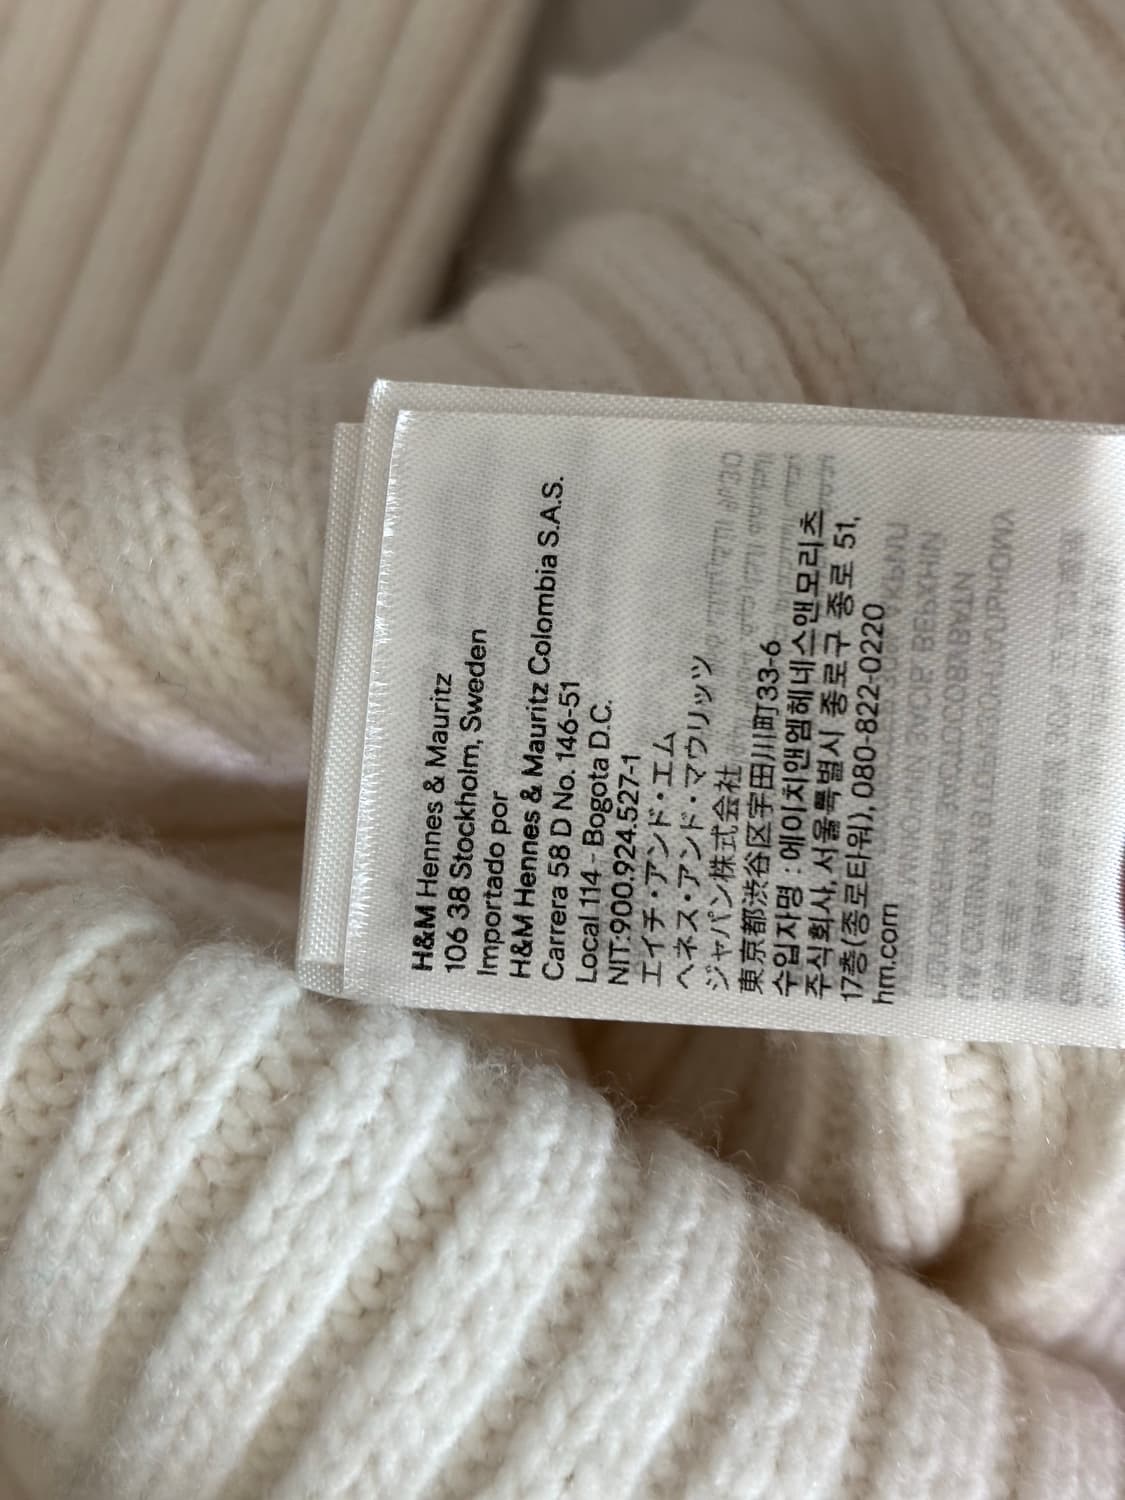 H&M Hennes & Mauritz
106 38 Stockholm, Sweden
Importado por
H&M Hennes & Mauritz Colombia S.A.S.
Carrera 58 D No. 146-51
Local 114 - Bogota D.C.
NIT:900.924.527-1
エイチ・アンド・エム
ヘネス・アンド・マウリッツ
ジャパン株式会社
東京都渋谷区宇田川町33-6
수입자명 : 에이치앤엠헤네스앤모리츠
주식회사, 서울특별시 종로구 종로 51,
17층(종로타워), 080-822-0220
hm.com